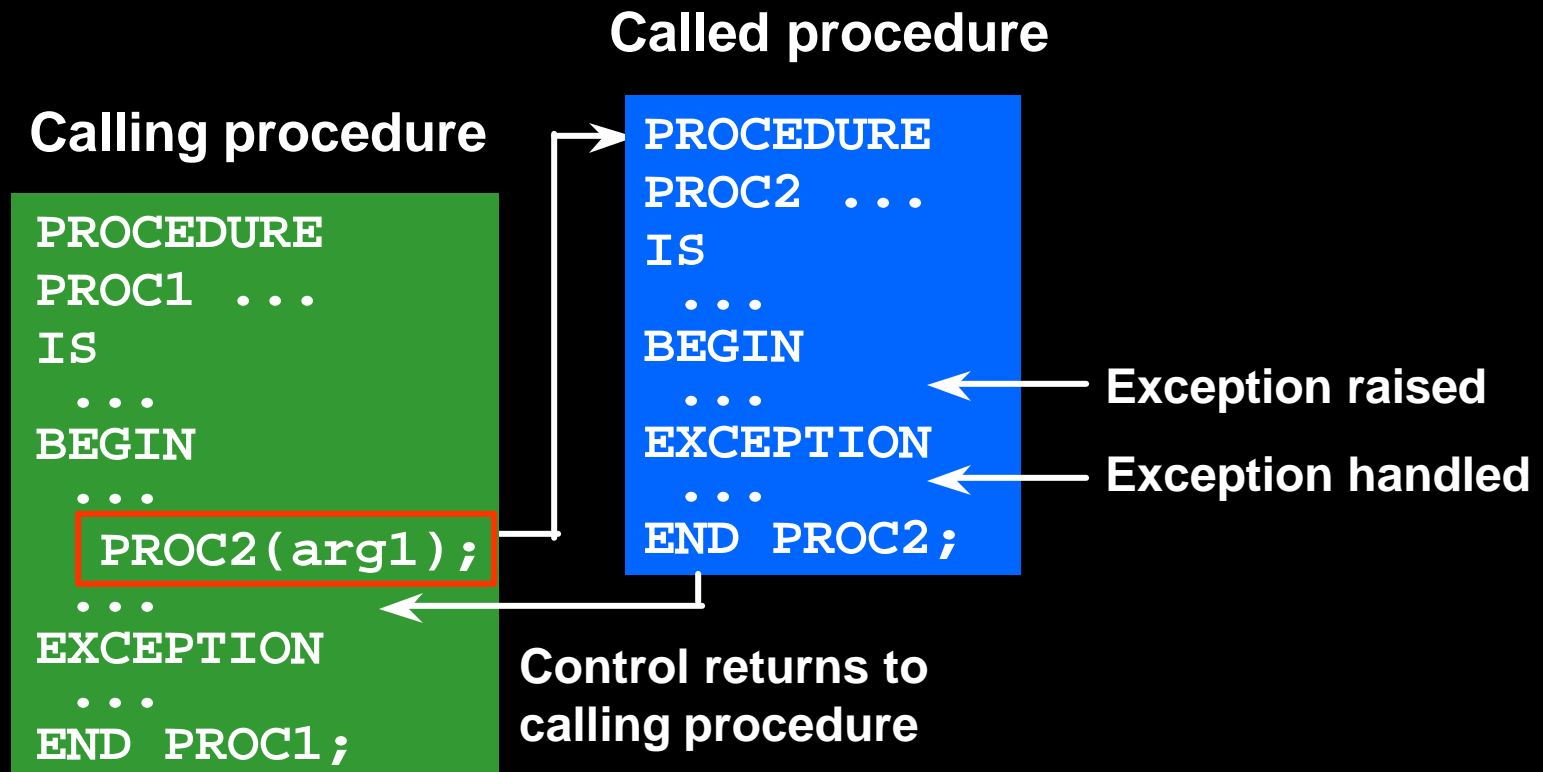 Called procedure
Calling procedure
PROCEDURE
PROC1 ...
IS
...
BEGIN
...
PROC2(arg1);
...
EXCEPTION
...
END PROC1;
PROCEDURE
PROC2 ...
IS
...
BEGIN
...
EXCEPTION
...
END PROC2;
Exception raised
Exception handled
Control returns to
calling procedure